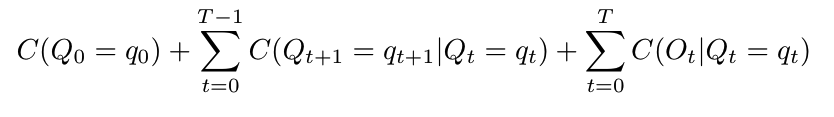 C(Q_0 = q_0) + \sum_{t=0}^{T-1} C(Q_{t+1} = q_{t+1}|Q_t = q_t) + \sum_{t=0}^{T} C(O_t|Q_t = q_t)